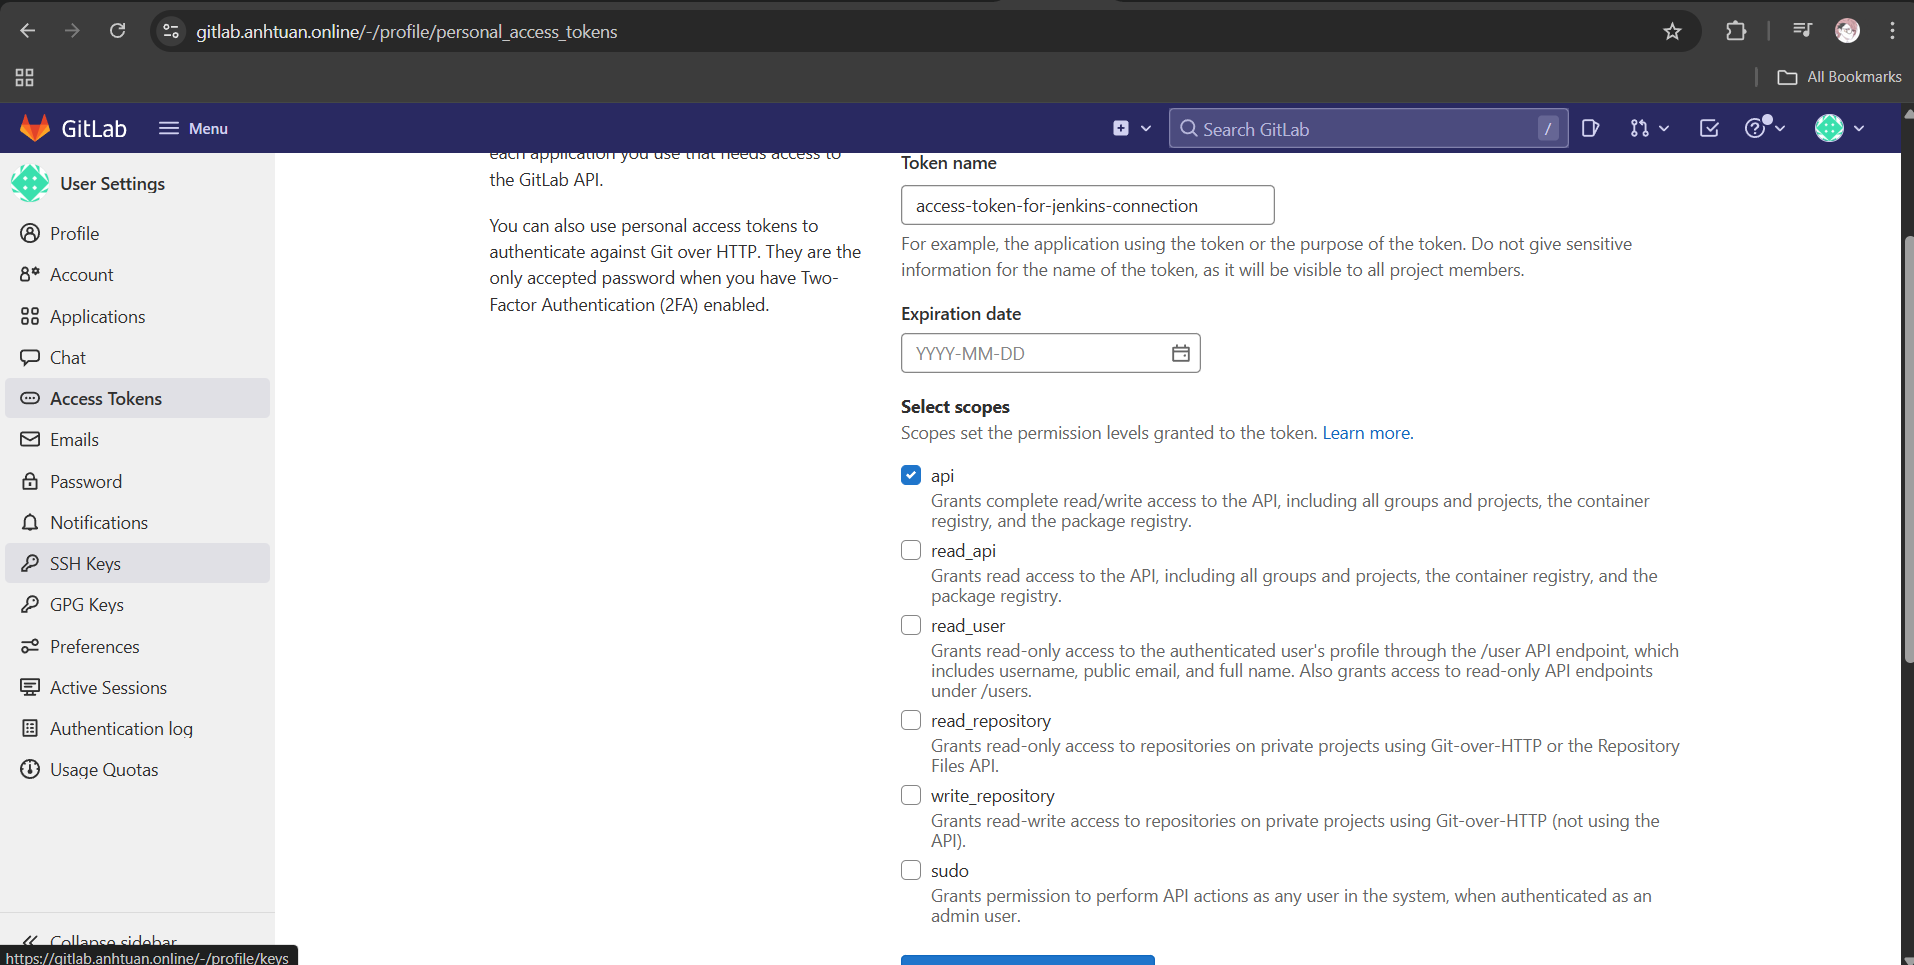 gitlab.anhtuan.online/-/profile/personal_access_tokens
All Bookmarks
GitLab
Menu
Search GitLab
/
User Settings
Profile
Account
Applications
Chat
Access Tokens
Emails
Password
Notifications
SSH Keys
GPG Keys
Preferences
Active Sessions
Authentication log
Usage Quotas
Collapse sidebar
https://gitlab.anhtuan.online/-/profile/keys
each application you use that needs access to
the GitLab API.
You can also use personal access tokens to
authenticate against Git over HTTP. They are the
only accepted password when you have Two-
Factor Authentication (2FA) enabled.
Token name
access-token-for-jenkins-connection
For example, the application using the token or the purpose of the token. Do not give sensitive
information for the name of the token, as it will be visible to all project members.
Expiration date
YYYY-MM-DD
Select scopes
Scopes set the permission levels granted to the token. Learn more.
api
Grants complete read/write access to the API, including all groups and projects, the container
registry, and the package registry.
read_api
Grants read access to the API, including all groups and projects, the container registry, and the
package registry.
read_user
Grants read-only access to the authenticated user's profile through the /user API endpoint, which
includes username, public email, and full name. Also grants access to read-only API endpoints
under /users.
read_repository
Grants read-only access to repositories on private projects using Git-over-HTTP or the Repository
Files API.
write_repository
Grants read-write access to repositories on private projects using Git-over-HTTP (not using the
API).
sudo
Grants permission to perform API actions as any user in the system, when authenticated as an
admin user.